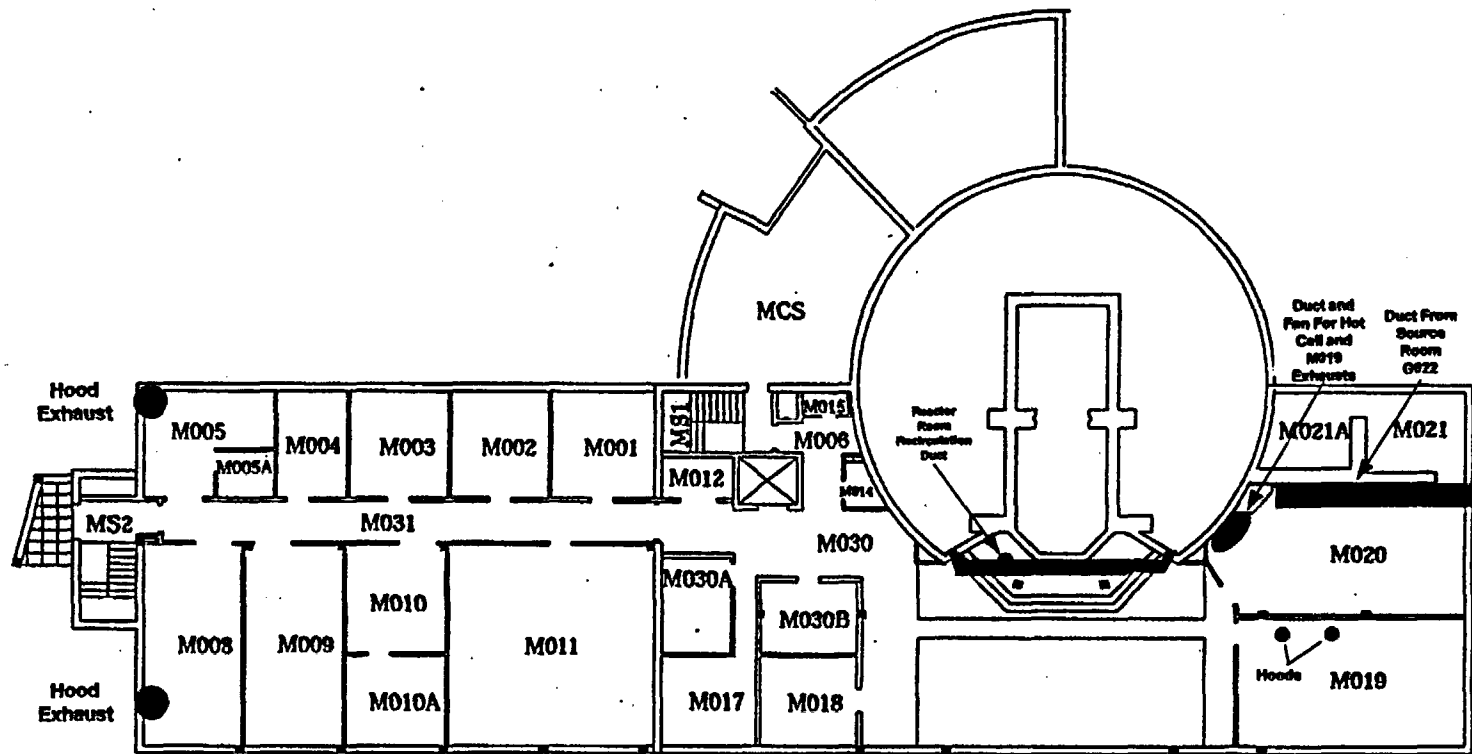 MCS
Duct and
Fan For Hot
Cell and
M019
Exhausts
Duct From
Source
Room
G022
Hood
Exhaust
M005
M005A
M004
M003
M002
M001
MS1
M015
M006
M012
M014
Reactor
Room
Recirculation
Duct
M021A
M021
MS2
M031
M030
M020
M030A
M030B
M008
M009
M010
M010A
M011
M017
M018
Hoods
M019
Hood
Exhaust